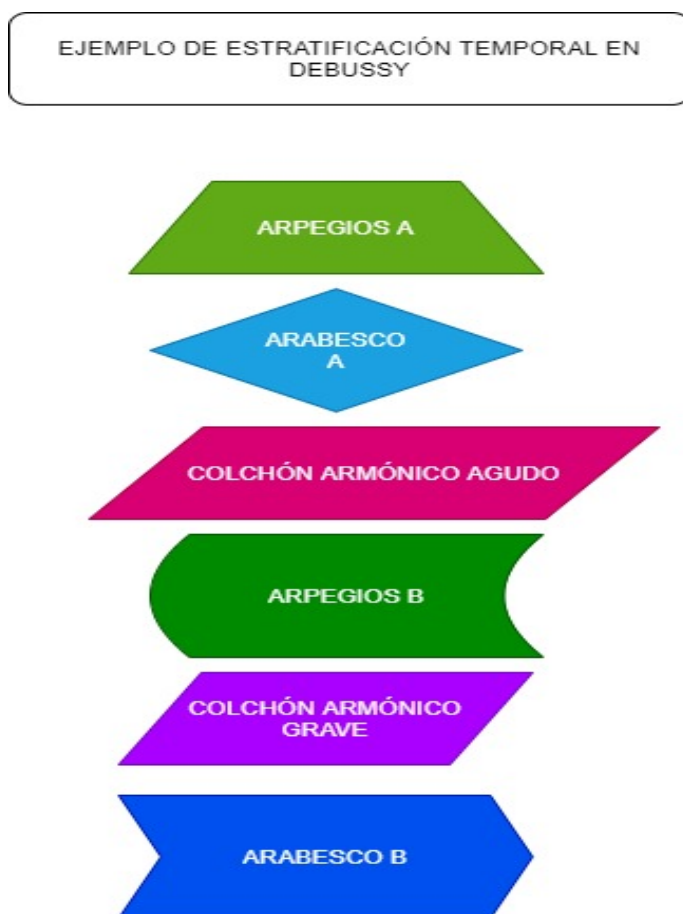 EJEMPLO DE ESTRATIFICACIÓN TEMPORAL EN
DEBUSSY
ARPEGIOS A
ARABESCO
A
COLCHÓN ARMÓNICO AGUDO
ARPEGIOS B
COLCHÓN ARMÓNICO
GRAVE
ARABESCO B